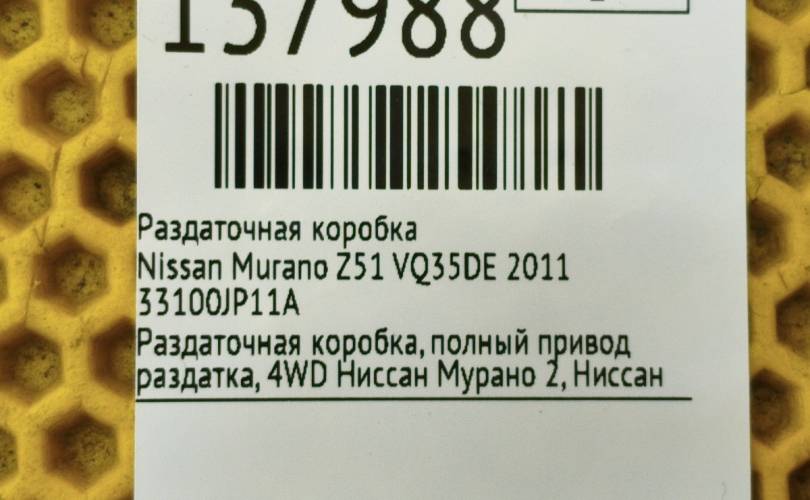 137988
Раздаточная коробка
Nissan Murano Z51 VQ35DE 2011
33100JP11A
Раздаточная коробка, полный привод
раздатка, 4WD Ниссан Мурано 2, Ниссан